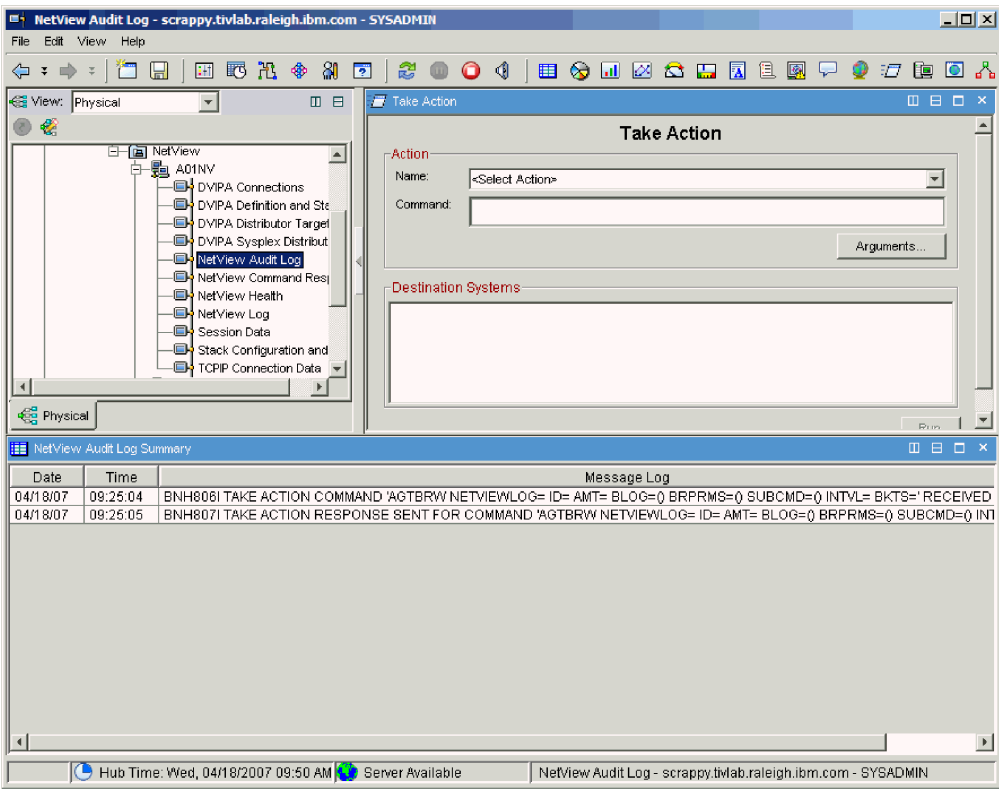 NetView Audit Log - scrappy.tivlab.raleigh.ibm.com - SYSADMIN
File Edit View Help
View: Physical
NetView
A01NV
DVIPA Connections
DVIPA Definition and Sta
DVIPA Distributor Target
DVIPA Sysplex Distribut
NetView Audit Log
NetView Command Resp
NetView Health
NetView Log
Session Data
Stack Configuration and
TCPIP Connection Data
Physical
Take Action
Take Action
Action
Name: <Select Action>
Command:
Arguments...
Destination Systems
Run
NetView Audit Log Summary
Date Time Message Log
04/18/07 09:25:04 BNH806I TAKE ACTION COMMAND 'AGTBRW NETVIEWLOG= ID= AMT= BLOG=() BRPRMS=() SUBCMD=() INTVL= BKTS=' RECEIVED
04/18/07 09:25:05 BNH807I TAKE ACTION RESPONSE SENT FOR COMMAND 'AGTBRW NETVIEWLOG= ID= AMT= BLOG=() BRPRMS=() SUBCMD=() INT
Hub Time: Wed, 04/18/2007 09:50 AM Server Available NetView Audit Log - scrappy.tivlab.raleigh.ibm.com - SYSADMIN